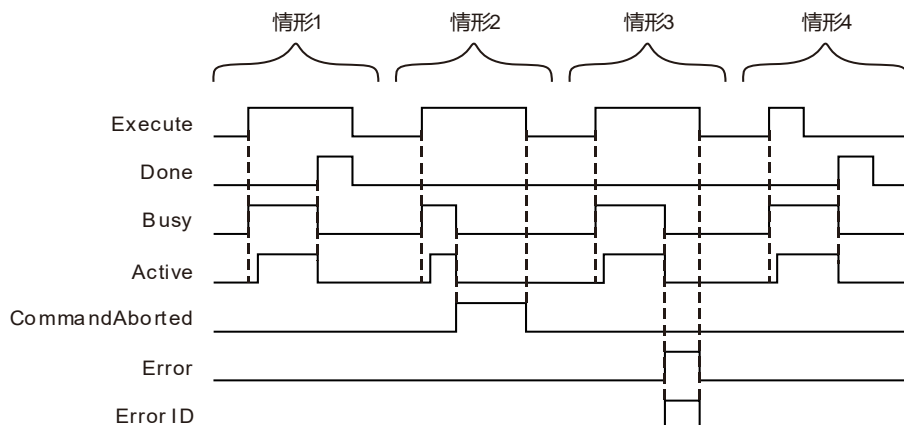 情形1 情形2 情形3 情形4
Execute
Done
Busy
Active
CommandAborted
Error
Error ID